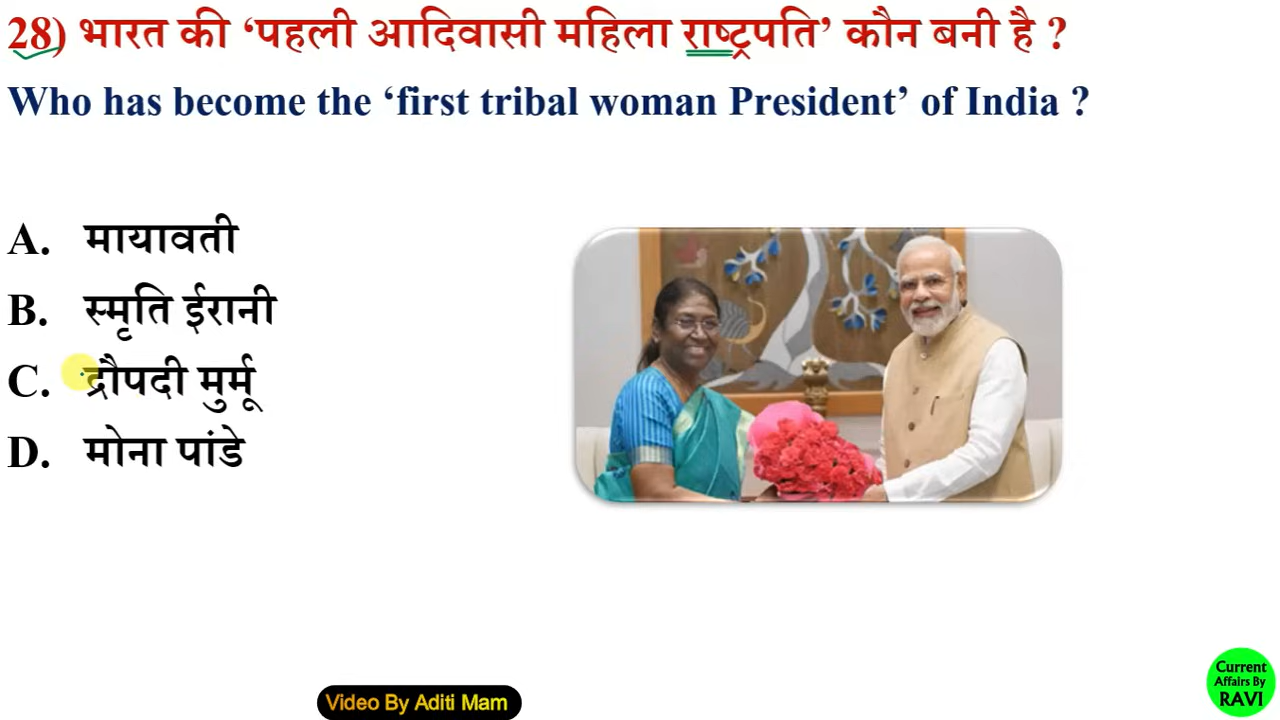 28) भारत की ‘पहली आदिवासी महिला राष्ट्रपति’ कौन बनी है ?
Who has become the ‘first tribal woman President’ of India ?
A. मायावती
B. स्मृति ईरानी
C. द्रौपदी मुर्मू
D. मोना पांडे
Video By Aditi Mam
Current
Affairs By
RAVI